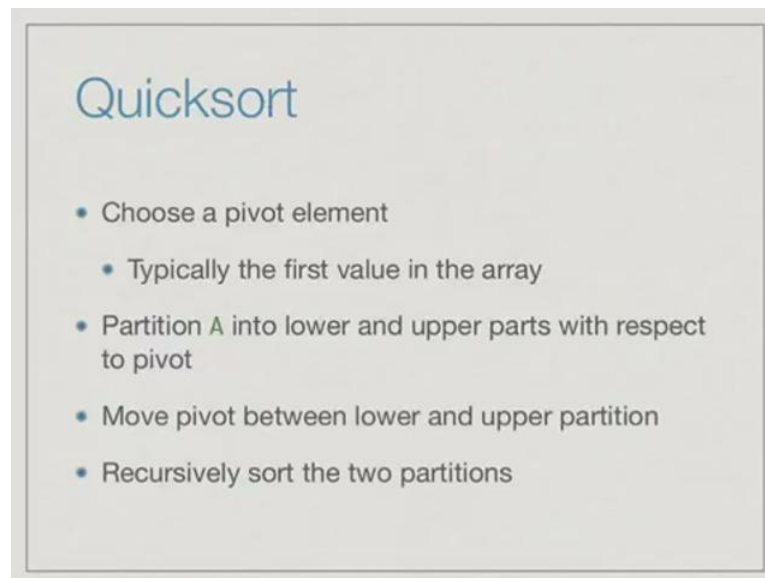 Quicksort
• Choose a pivot element
• Typically the first value in the array
• Partition A into lower and upper parts with respect
to pivot
• Move pivot between lower and upper partition
• Recursively sort the two partitions